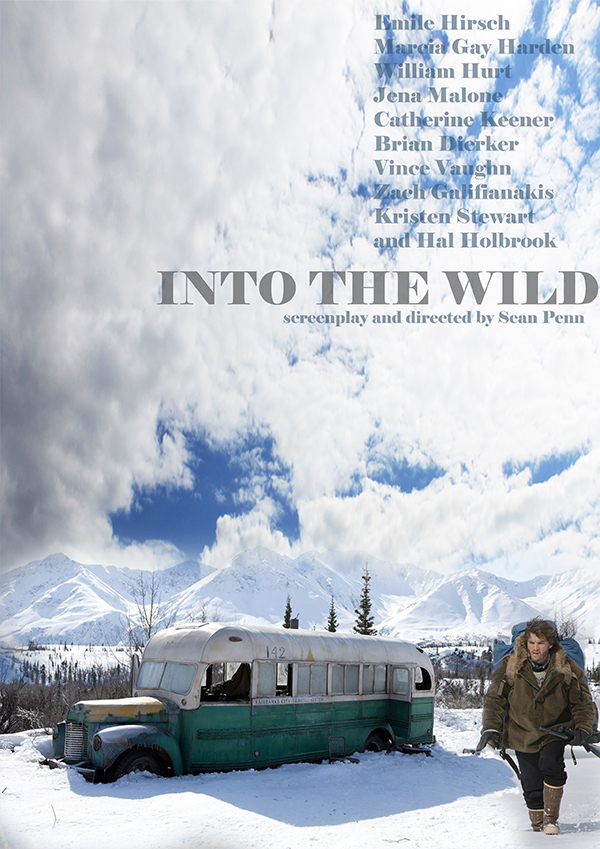 Emile Hirsch
Marcia Gay Harden
William Hurt
Jena Malone
Catherine Keener
Brian Dierker
Vince Vaughn
Zach Galifianakis
Kristen Stewart
and Hal Holbrook
INTO THE WILD
screenplay and directed by Sean Penn
142